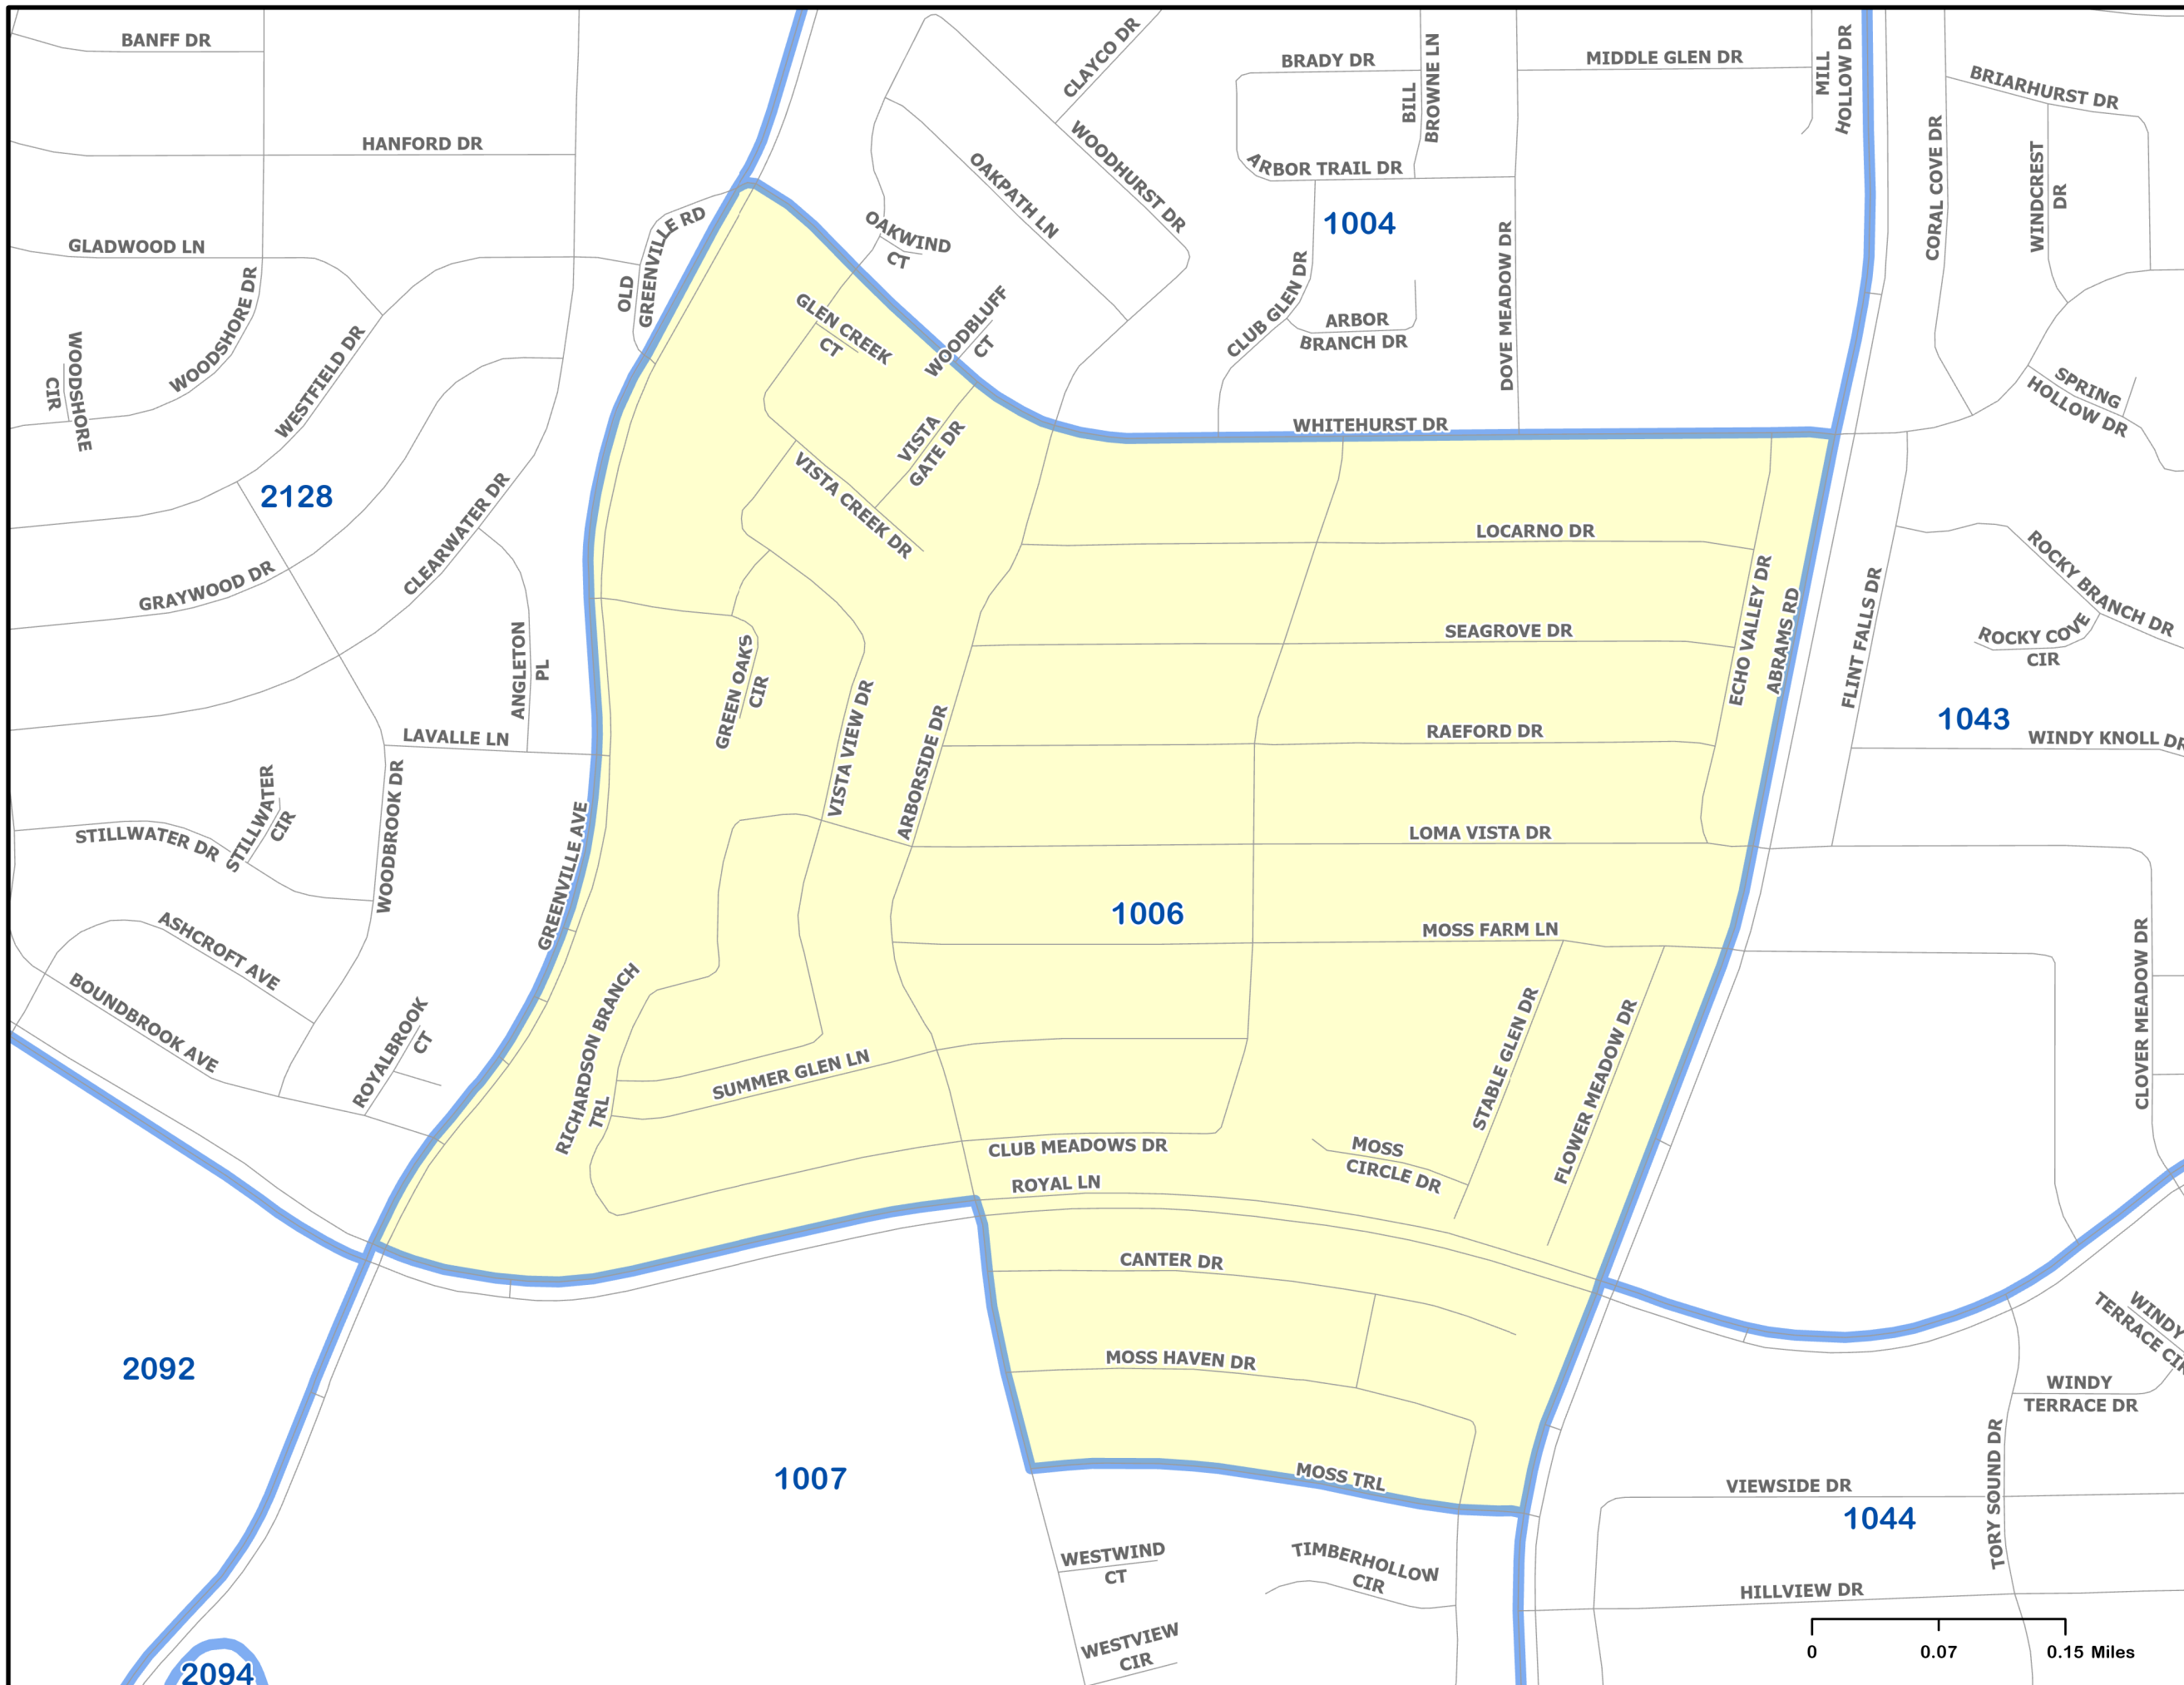 BANFF DR
HANFORD DR
GLADWOOD LN
WOODSHORE DR
WOODSHORE
CIR
WESTFIELD DR
OLD
GREENVILLE RD
2128
GRAYWOOD DR
CLEARWATER DR
ANGLETON
PL
LAVALLE LN
WOODBROOK DR
STILLWATER
CIR
STILLWATER DR
ASHCROFT AVE
BOUNDBROOK AVE
ROYALBROOK
CT
GREENVILLE AVE
CLAYCO DR
WOODHURST DR
OAKPATH LN
OAKWIND
CT
GLEN CREEK
CT
WOODBLUFF
CT
VISTA
GATE DR
VISTA CREEK DR
BRADY DR
BILL
BROWNE LN
ARBOR TRAIL DR
1004
CLUB GLEN DR
ARBOR
BRANCH DR
DOVE MEADOW DR
MIDDLE GLEN DR
MILL
HOLLOW DR
WHITEHURST DR
CORAL COVE DR
BRIARHURST DR
WINDCREST
DR
SPRING
HOLLOW DR
LOCARNO DR
SEAGROVE DR
RAEFORD DR
LOMA VISTA DR
ECHO VALLEY DR
ABRAMS RD
FLINT FALLS DR
ROCKY BRANCH DR
ROCKY COVE
CIR
1043
WINDY KNOLL DR
GREEN OAKS
CIR
VISTA VIEW DR
ARBORSIDE DR
1006
MOSS FARM LN
STABLE GLEN DR
FLOWER MEADOW DR
CLOVER MEADOW DR
RICHARDSON BRANCH
TRL
SUMMER GLEN LN
CLUB MEADOWS DR
MOSS
CIRCLE DR
ROYAL LN
CANTER DR
MOSS HAVEN DR
MOSS TRL
2092
1007
2094
WESTWIND
CT
WESTVIEW
CIR
TIMBERHOLLOW
CIR
WINDY
TERRACE CIR
WINDY
TERRACE DR
TORY SOUND DR
VIEWSIDE DR
1044
HILLVIEW DR
0 0.07 0.15 Miles